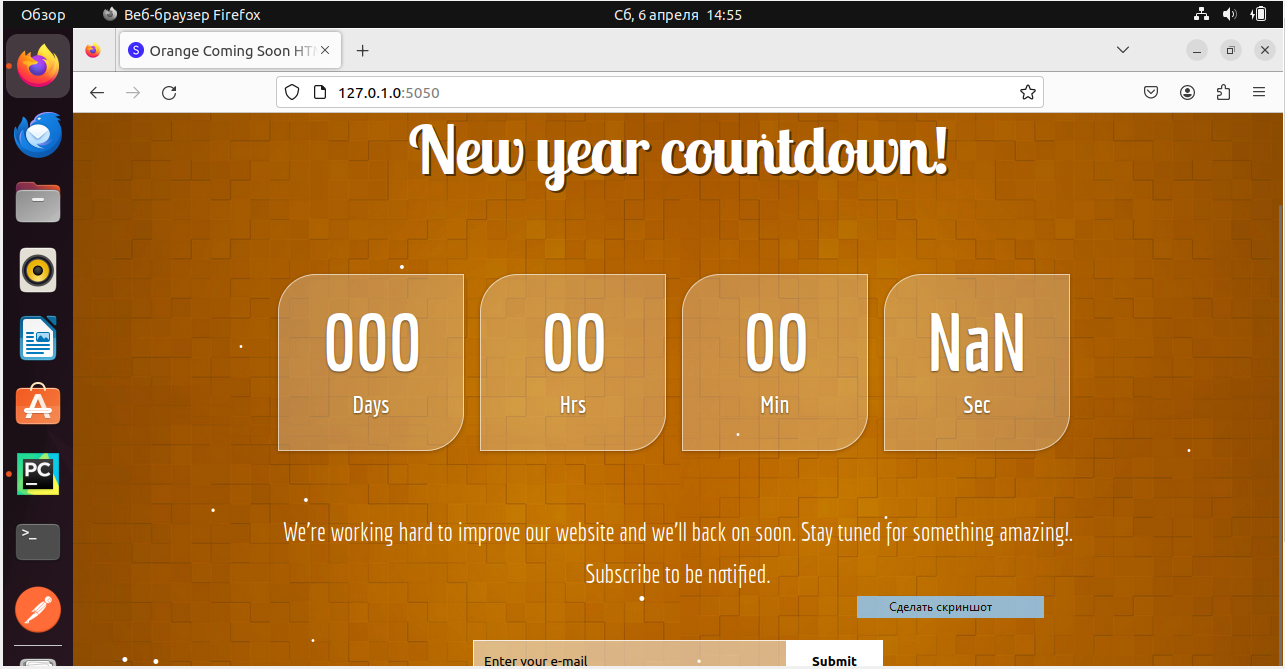 Обзор
Веб-браузер Firefox
Сб, 6 апреля 14:55
S
Orange Coming Soon HT
127.0.1.0:5050
New year countdown!
000
00
00
NaN
Days
Hrs
Min
Sec
PC
>_
We're working hard to improve our website and we'll back on soon. Stay tuned for something amazing!.
Subscribe to be notified.
Сделать скриншот
Enter your e-mail
Submit